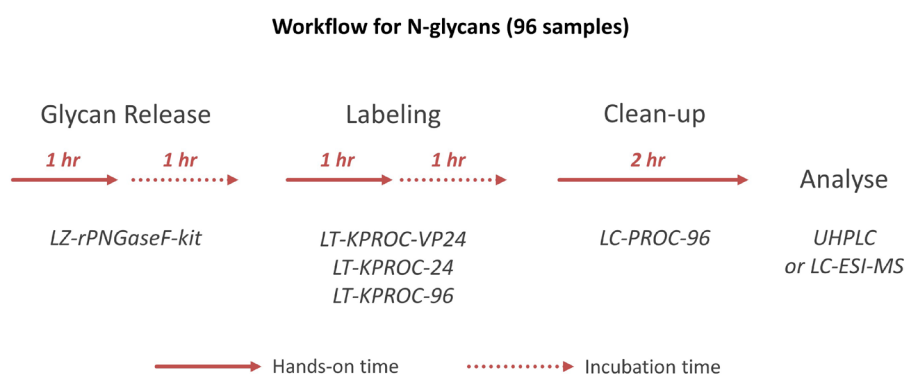 Workflow for N-glycans (96 samples)
Glycan Release
Labeling
Clean-up
1 hr
1 hr
1 hr
1 hr
2 hr
Analyse
LZ-rPNGaseF-kit
LT-KPROC-VP24
LT-KPROC-24
LT-KPROC-96
LC-PROC-96
UHPLC
or LC-ESI-MS
Hands-on time
Incubation time